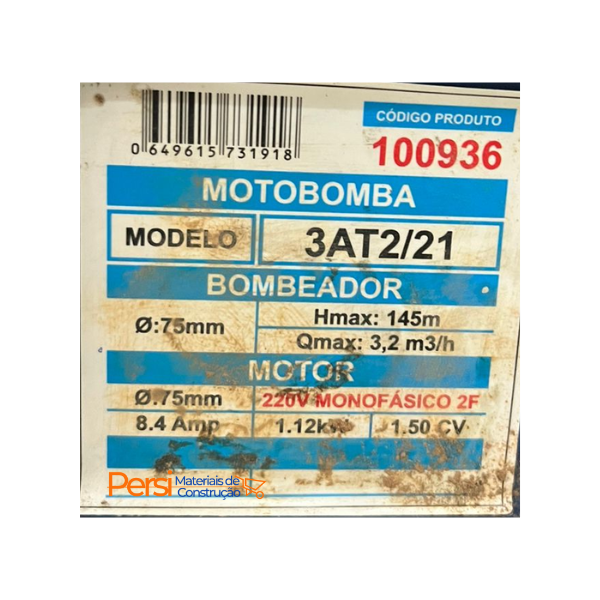 CÓDIGO PRODUTO
0 649615 731918
100936
MOTOBOMBA
MODELO 3AT2/21
BOMBEADOR
Ø:75mm
Hmax: 145m
Qmax: 3,2 m3/h
MOTOR
Ø.75mm 220V MONOFÁSICO 2F
8.4 Amp 1.12kw 1.50 CV
Persi Materiais de
Construção